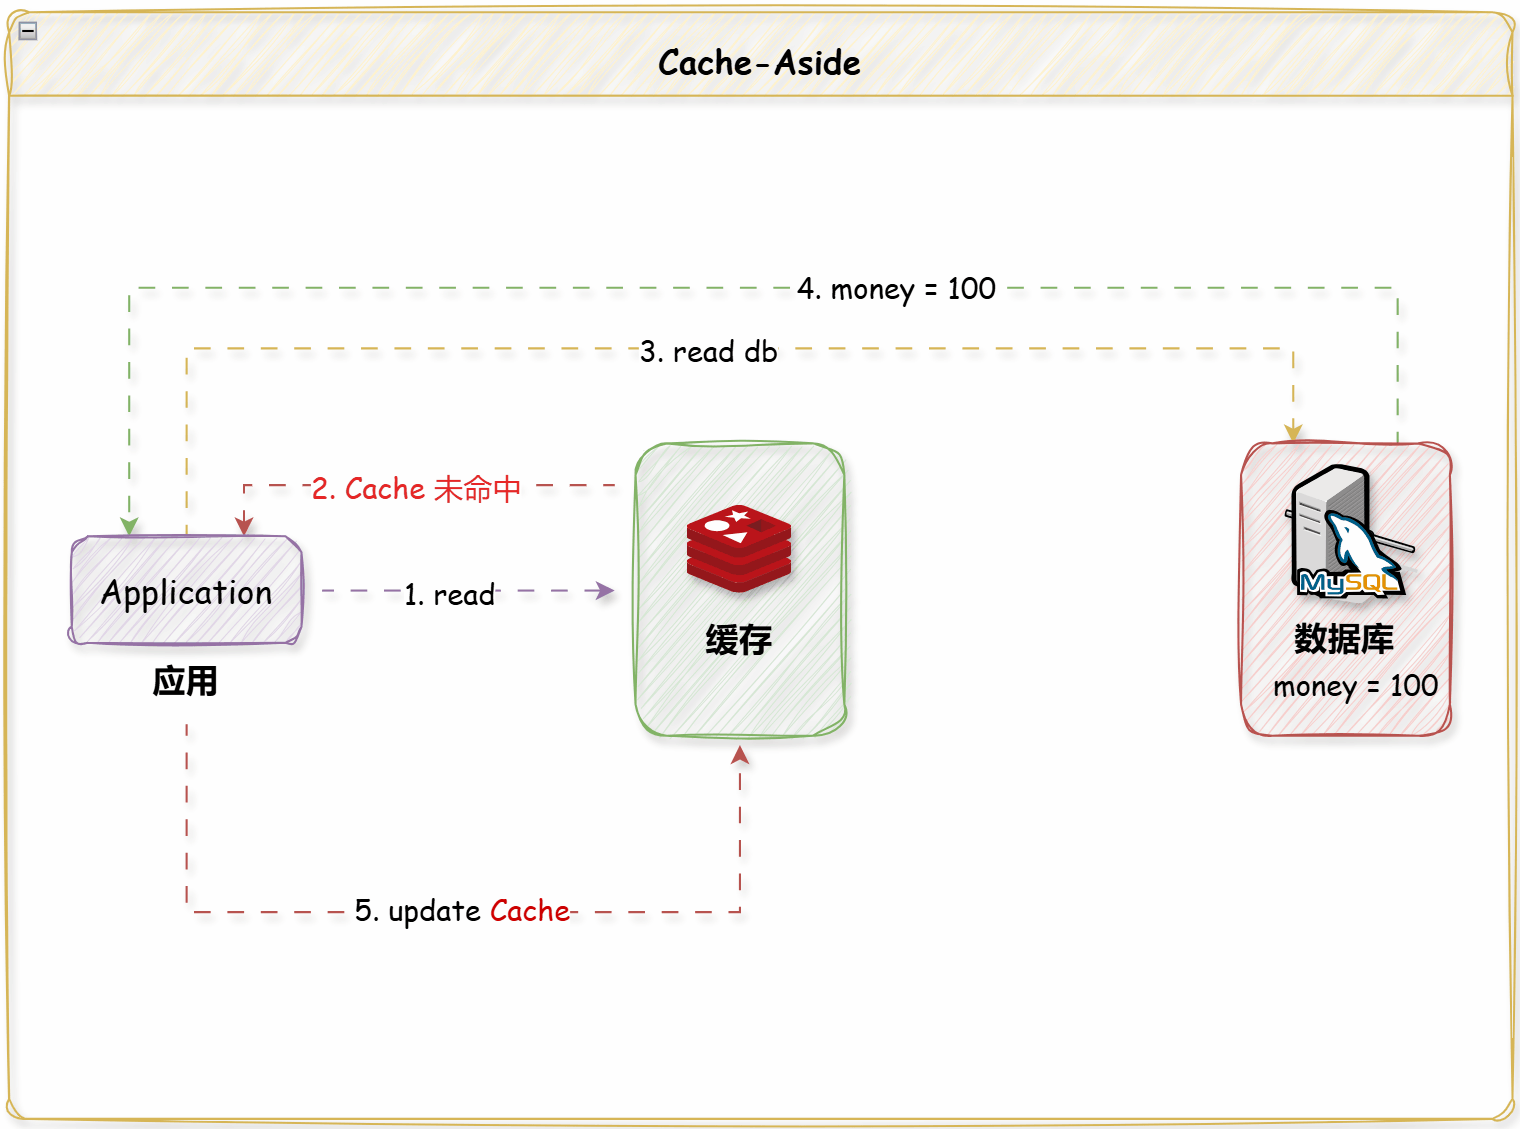 Cache-Aside
4. money = 100
3. read db
2. Cache 未命中
Application
1. read
应用
缓存
MySQL
数据库
money = 100
5. update Cache